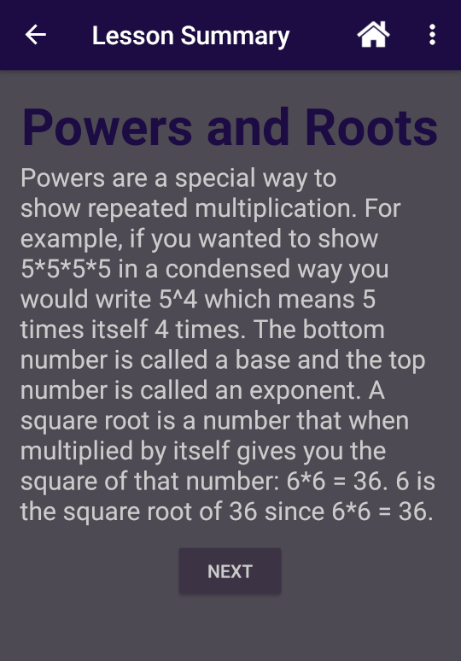 Lesson Summary
Powers and Roots
Powers are a special way to
show repeated multiplication. For
example, if you wanted to show
5*5*5*5 in a condensed way you
would write 5^4 which means 5
times itself 4 times. The bottom
number is called a base and the top
number is called an exponent. A
square root is a number that when
multiplied by itself gives you the
square of that number: 6*6 = 36. 6 is
the square root of 36 since 6*6 = 36.
NEXT